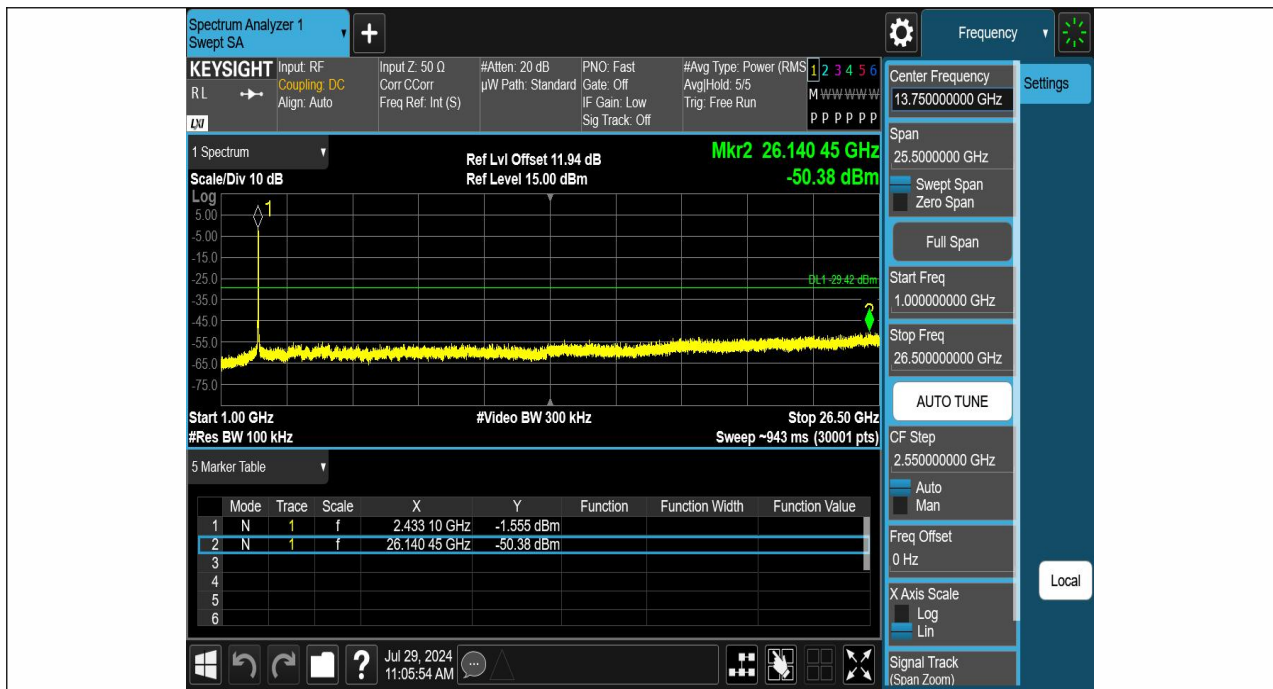 Spectrum Analyzer 1
Swept SA
+
Frequency
KEYSIGHT
RL
LXI
Input: RF
Coupling: DC
Align: Auto
Input Z: 50 Ω
Corr CCorr
Freq Ref: Int (S)
#Atten: 20 dB
µW Path: Standard
PNO: Fast
Gate: Off
IF Gain: Low
Sig Track: Off
#Avg Type: Power (RMS
Avg|Hold: 5/5
Trig: Free Run
1 2 3 4 5 6
M W W W W W
P P P P P P
1 Spectrum
Scale/Div 10 dB
Ref Lvl Offset 11.94 dB
Ref Level 15.00 dBm
Mkr2 26.140 45 GHz
-50.38 dBm
Log
5.00
-5.00
-15.0
-25.0
-35.0
-45.0
-55.0
-65.0
-75.0
1
DL1 -29.42 dBm
2
Start 1.00 GHz
#Video BW 300 kHz
Stop 26.50 GHz
#Res BW 100 kHz
Sweep ~943 ms (30001 pts)
5 Marker Table
Mode Trace Scale X Y Function Function Width Function Value
1 N 1 f 2.433 10 GHz -1.555 dBm
2 N 1 f 26.140 45 GHz -50.38 dBm
3
4
5
6
?
Jul 29, 2024
11:05:54 AM
Center Frequency
13.750000000 GHz
Span
25.5000000 GHz
Swept Span
Zero Span
Full Span
Start Freq
1.000000000 GHz
Stop Freq
26.500000000 GHz
AUTO TUNE
CF Step
2.550000000 GHz
Auto
Man
Freq Offset
0 Hz
X Axis Scale
Log
Lin
Signal Track
(Span Zoom)
Settings
Local